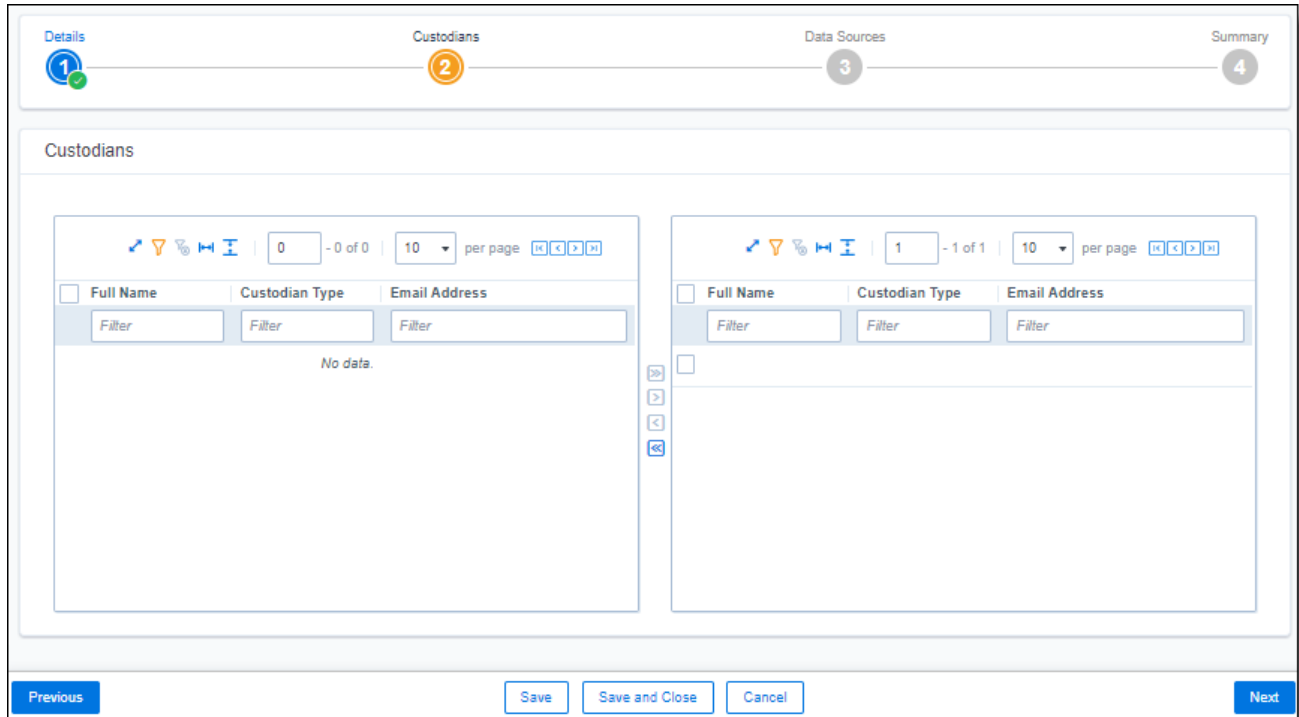 Details Custodians Data Sources Summary
1 2 3 4
Custodians
0 - 0 of 0 10 per page
1 - 1 of 1 10 per page
Full Name Custodian Type Email Address
Full Name Custodian Type Email Address
Filter Filter Filter
Filter Filter Filter
No data.
Previous Save Save and Close Cancel Next